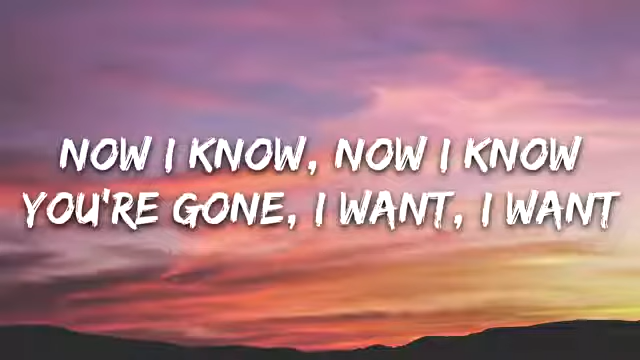 NOW I KNOW, NOW I KNOW
YOU'RE GONE, I WANT, I WANT